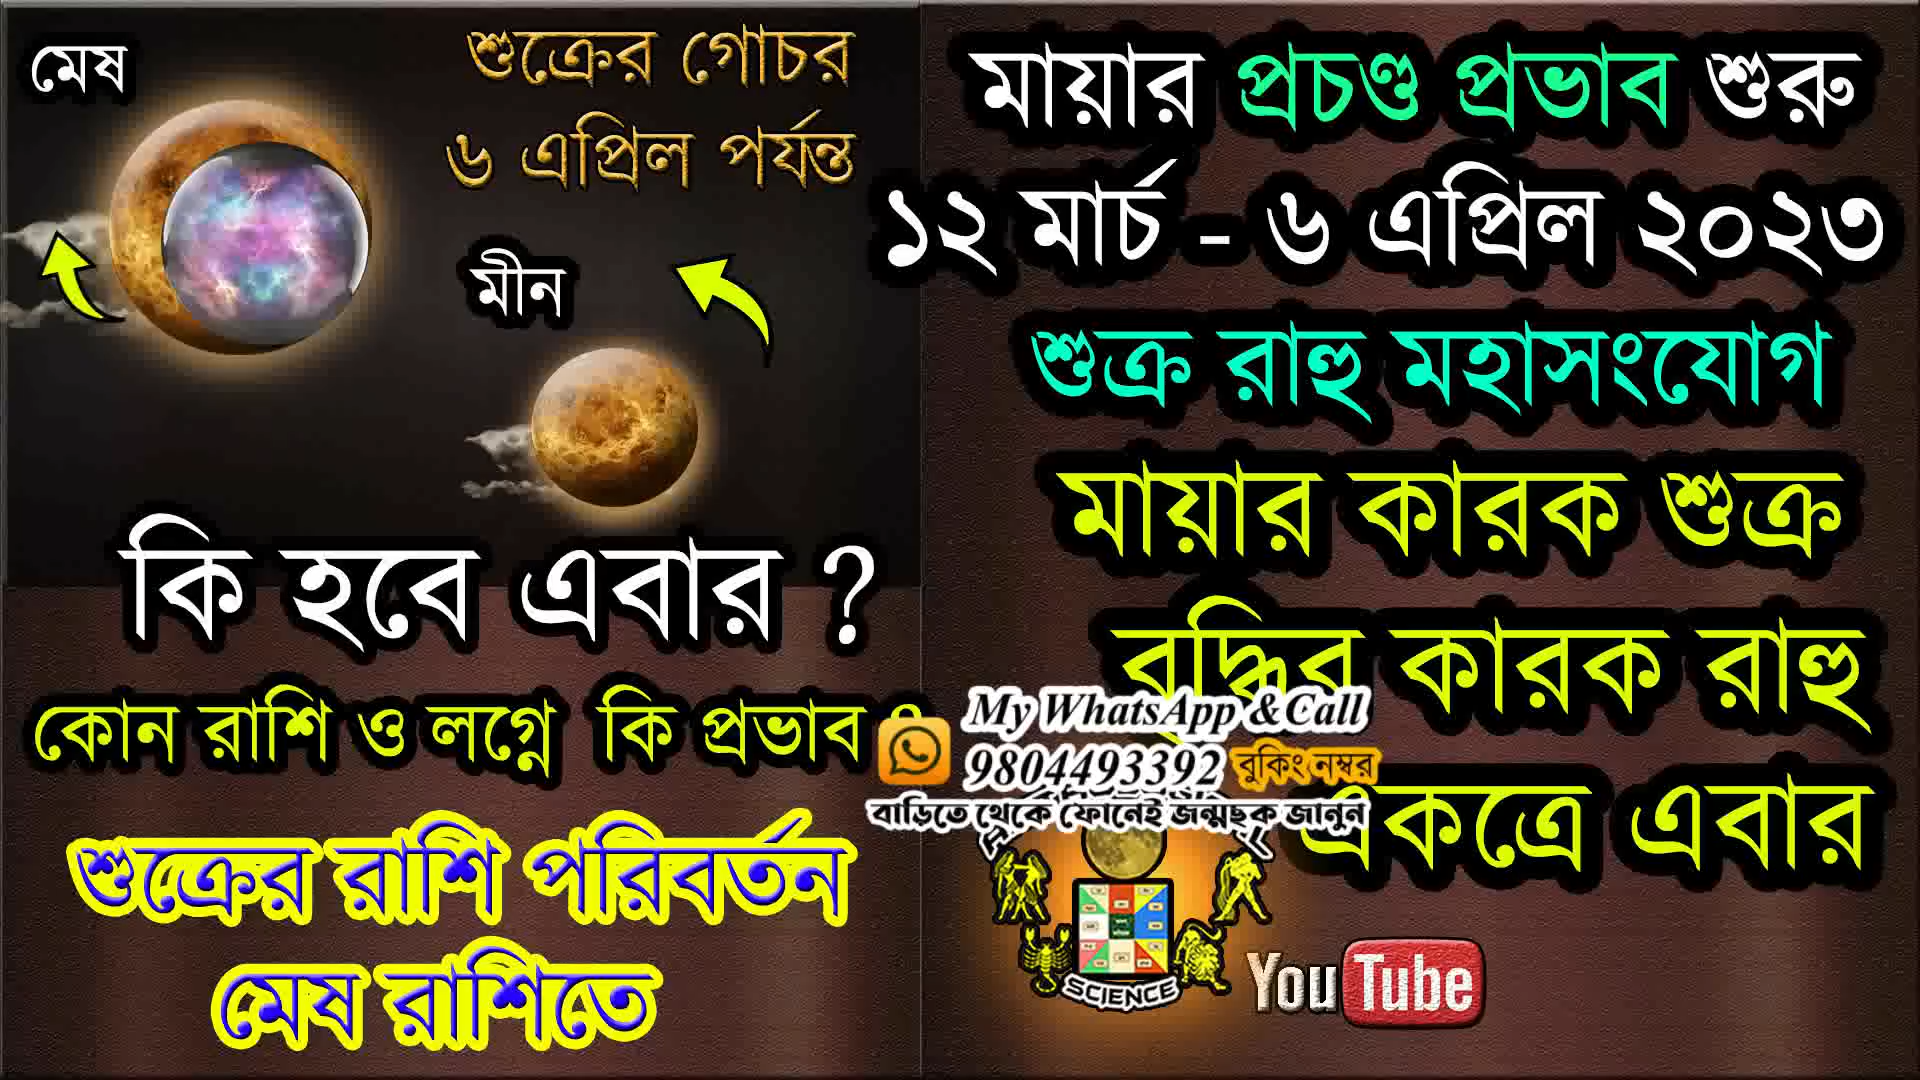 মেষ
শুক্রের গোচর
৬ এপ্রিল পর্যন্ত
মীন
কি হবে এবার ?
কোন রাশি ও লগ্নে কি প্রভাব ?
শুক্রের রাশি পরিবর্তন
মেষ রাশিতে
মায়ার প্রচণ্ড প্রভাব শুরু
১২ মার্চ - ৬ এপ্রিল ২০২৩
শুক্র রাহু মহাসংযোগ
মায়ার কারক শুক্র
বৃদ্ধির কারক রাহু
একত্রে এবার
My WhatsApp & Call
9804493392 বুকিং নম্বর
বাড়িতে থেকে ফোনেই জন্মছক জানুন
SCIENCE
YouTube